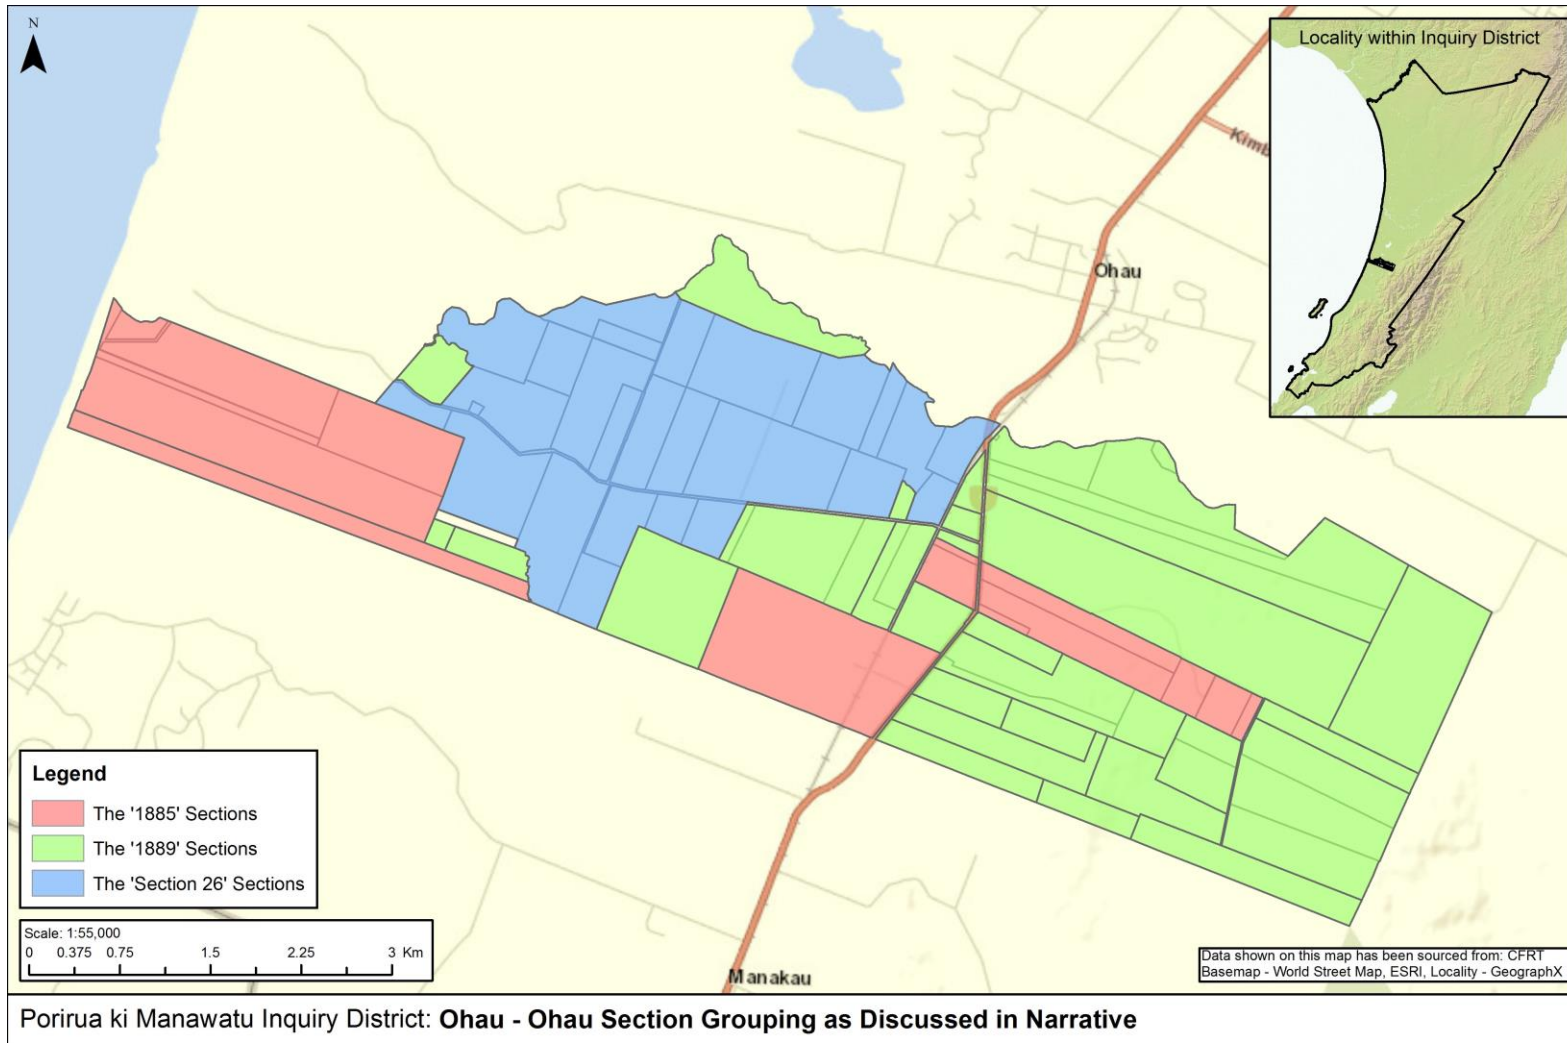 N
Locality within Inquiry District
Ohau
Legend
The '1885' Sections
The '1889' Sections
The 'Section 26' Sections
Scale: 1:55,000
0 0.375 0.75 1.5 2.25 3 Km
Manakau
Data shown on this map has been sourced from: CFRT
Basemap - World Street Map, ESRI, Locality - GeographX
Porirua ki Manawatu Inquiry District: Ohau - Ohau Section Grouping as Discussed in Narrative